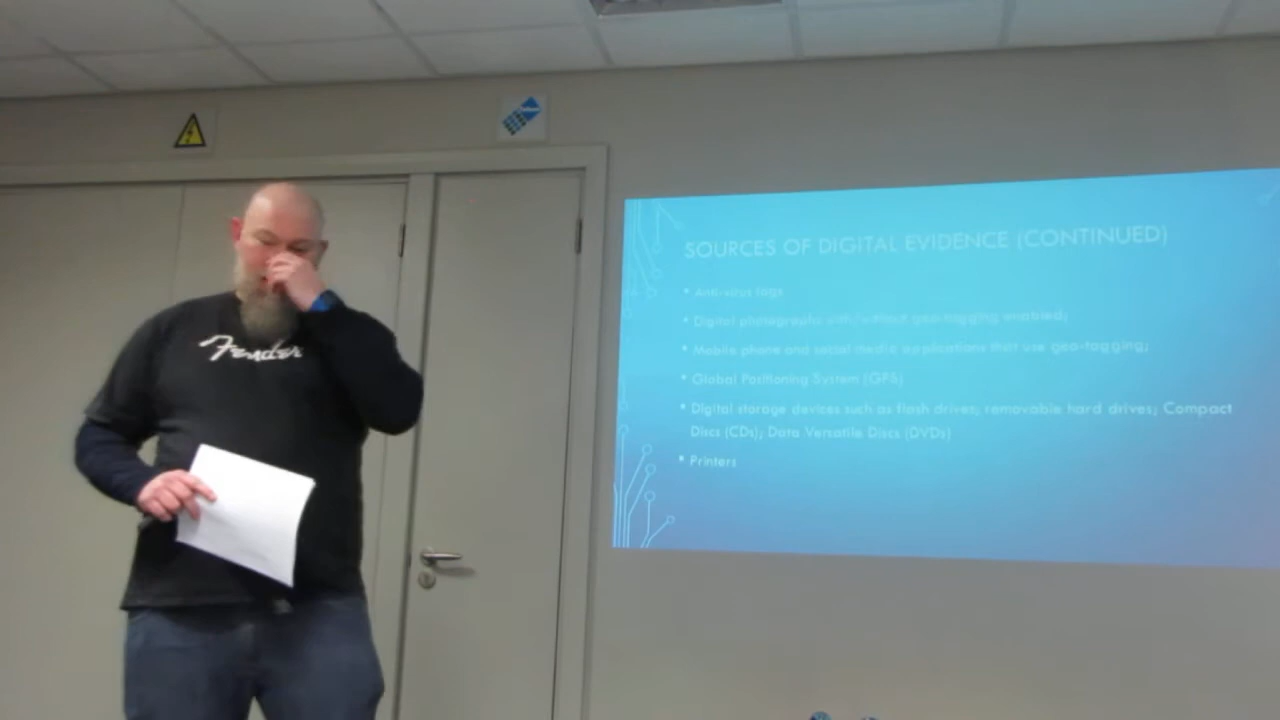 Fender
SOURCES OF DIGITAL EVIDENCE (CONTINUED)
• Anti-virus logs
• Digital photographs with/without geo-tagging enabled;
• Mobile phone and social media applications that use geo-tagging;
• Global Positioning System (GPS)
• Digital storage devices such as flash drives; removable hard drives; Compact
Discs (CDs); Data Versatile Discs (DVDs)
• Printers